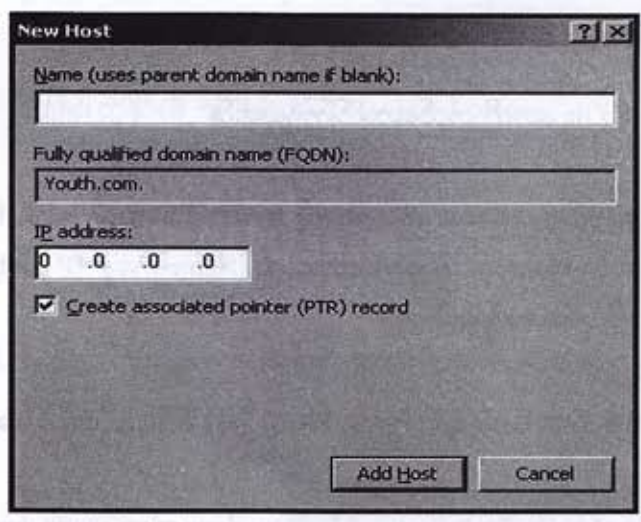 New Host
Name (uses parent domain name if blank):
Fully qualified domain name (FQDN):
Youth.com.
IP address:
0 .0 .0 .0
Create associated pointer (PTR) record
Add Host Cancel